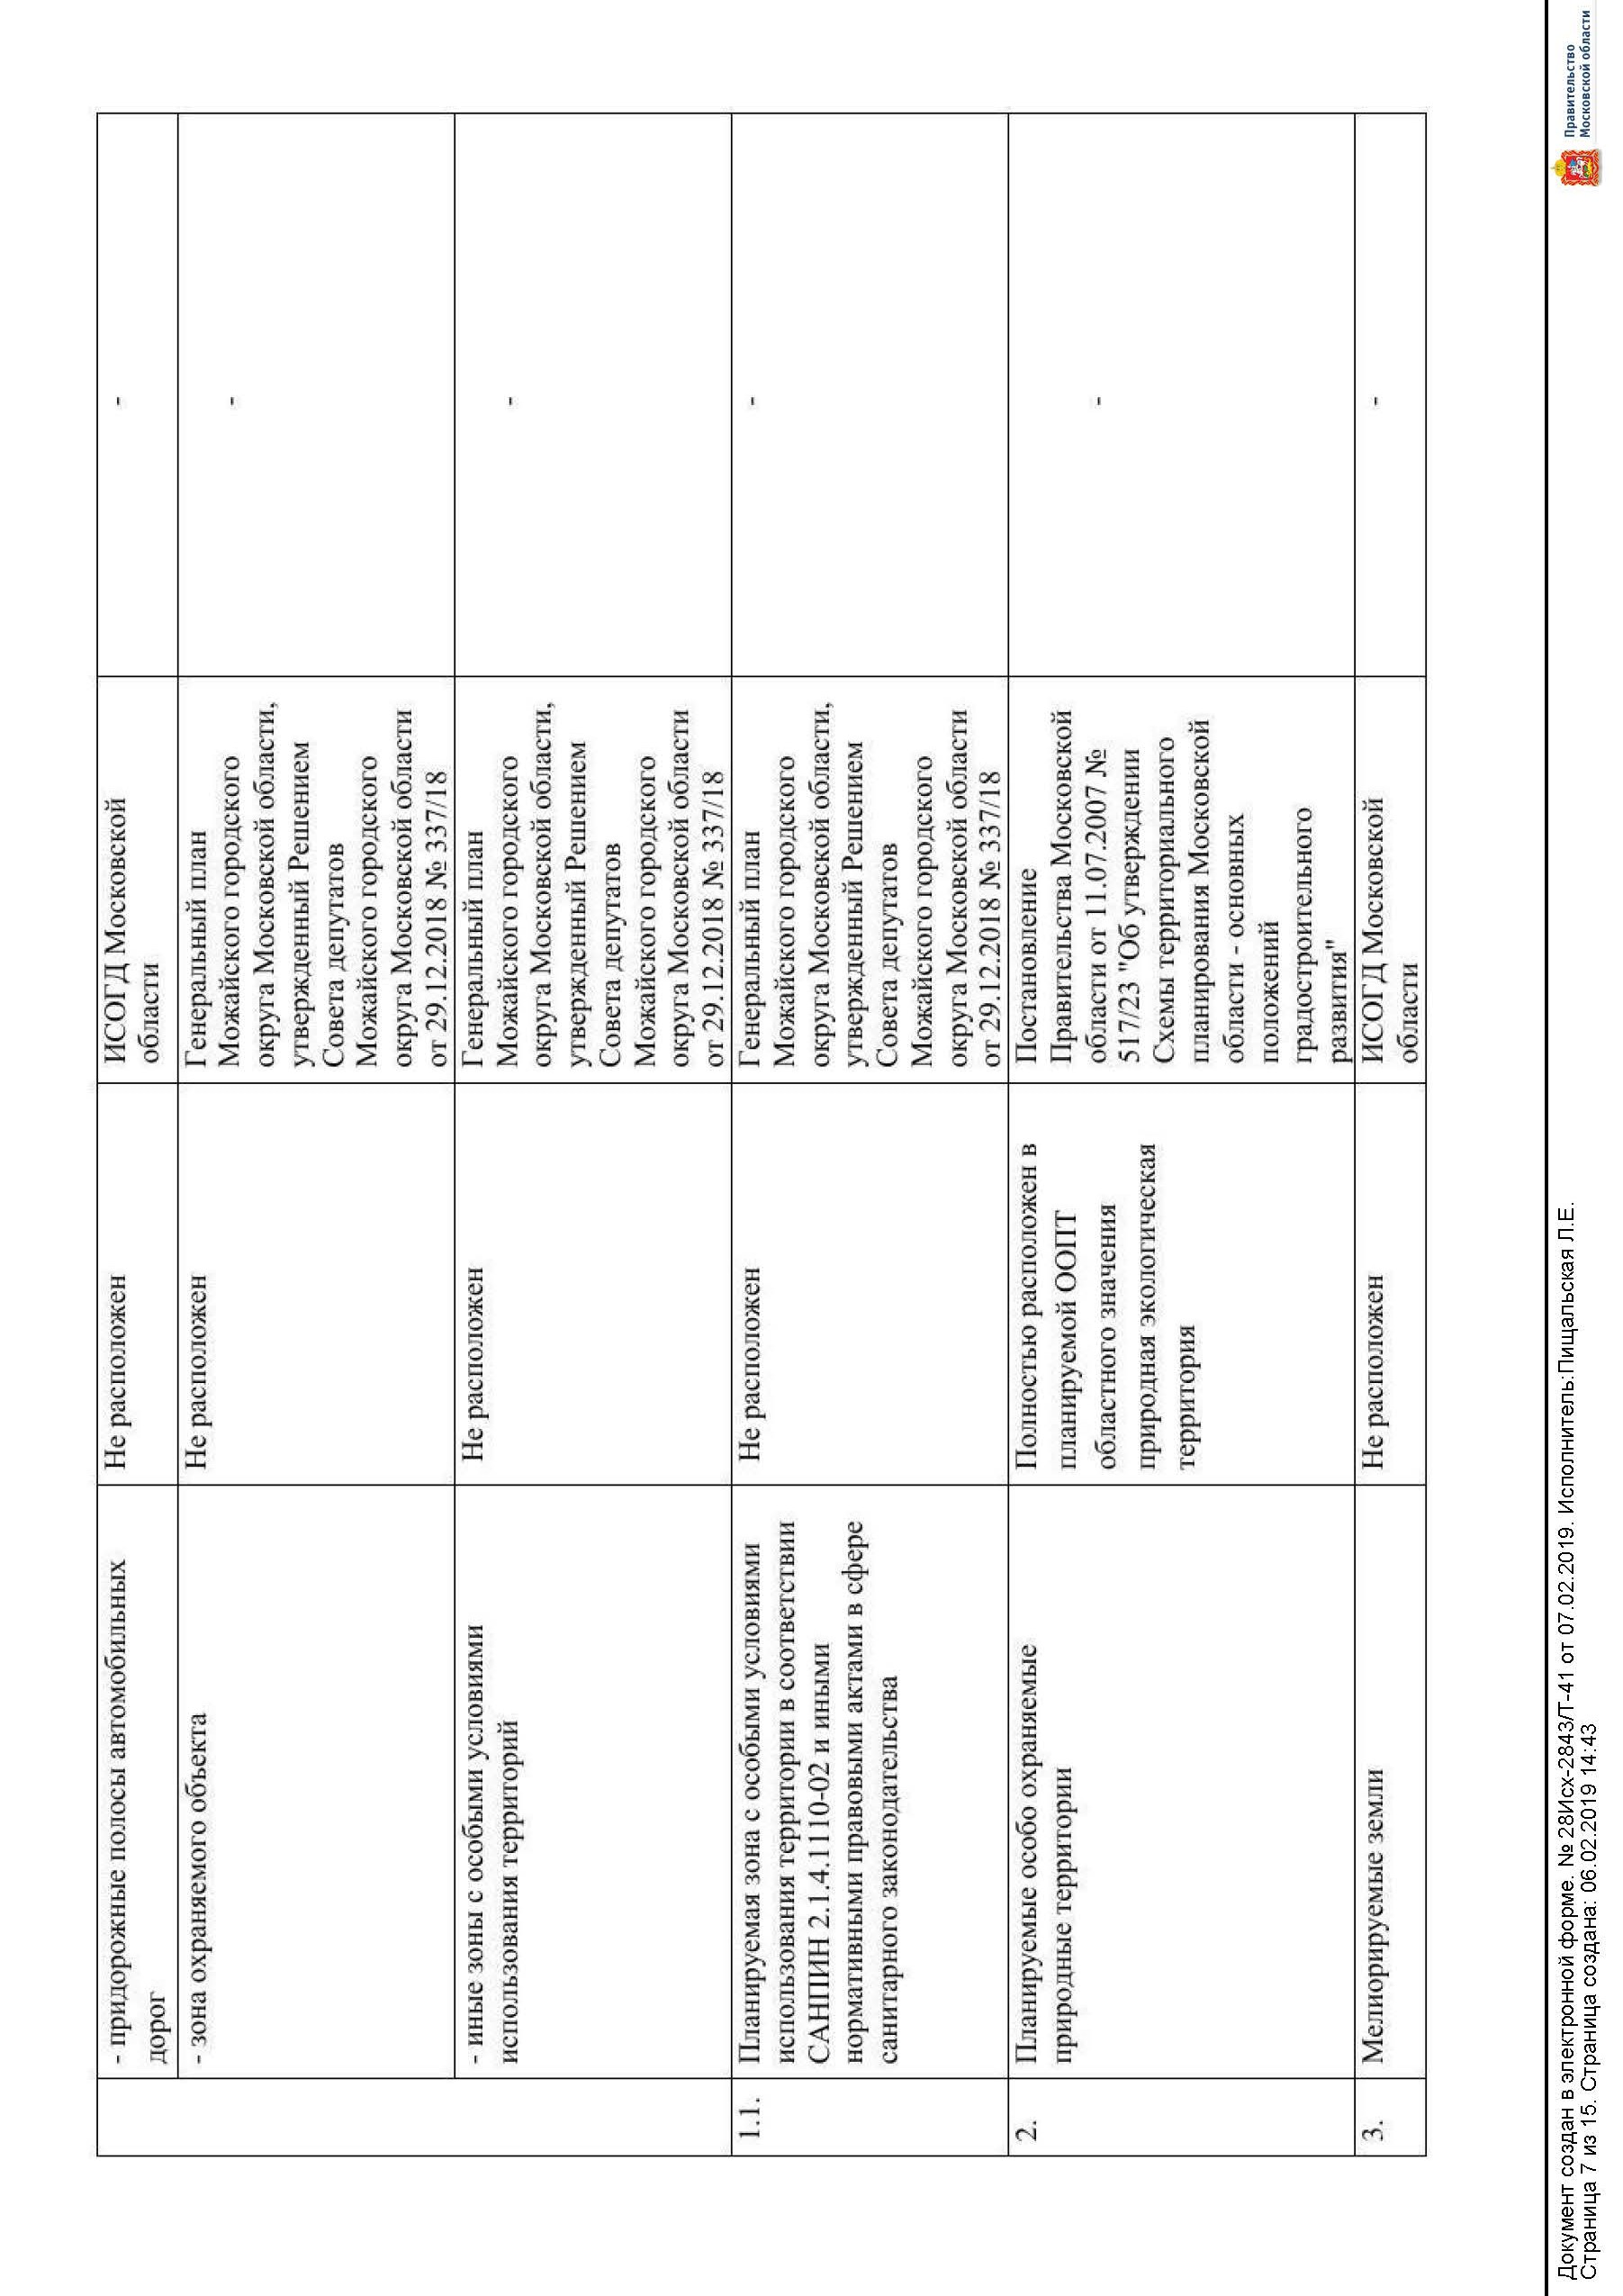 - придорожные полосы автомобильных
дорог
Не расположен
ИСОГД Московской
области
-
- зона охраняемого объекта
Не расположен
Генеральный план
Можайского городского
округа Московской области,
утвержденный Решением
Совета депутатов
Можайского городского
округа Московской области
от 29.12.2018 № 337/18
-
- иные зоны с особыми условиями
использования территорий
Не расположен
Генеральный план
Можайского городского
округа Московской области,
утвержденный Решением
Совета депутатов
Можайского городского
округа Московской области
от 29.12.2018 № 337/18
-
1.1.
Планируемая зона с особыми условиями
использования территории в соответствии
САНПИН 2.1.4.1110-02 и иными
нормативными правовыми актами в сфере
санитарного законодательства
Не расположен
Генеральный план
Можайского городского
округа Московской области,
утвержденный Решением
Совета депутатов
Можайского городского
округа Московской области
от 29.12.2018 № 337/18
-
2.
Планируемые особо охраняемые
природные территории
Полностью расположен в
планируемой ООПТ
областного значения
природная экологическая
территория
Постановление
Правительства Московской
области от 11.07.2007 №
517/23 "Об утверждении
Схемы территориального
планирования Московской
области - основных
положений
градостроительного
развития"
-
3.
Мелиорируемые земли
Не расположен
ИСОГД Московской
области
-
Документ создан в электронной форме. № 28Исх-2843/Т-41 от 07.02.2019. Исполнитель:Пищальская Л.Е.
Страница 7 из 15. Страница создана: 06.02.2019 14:43
Правительство
Московской области